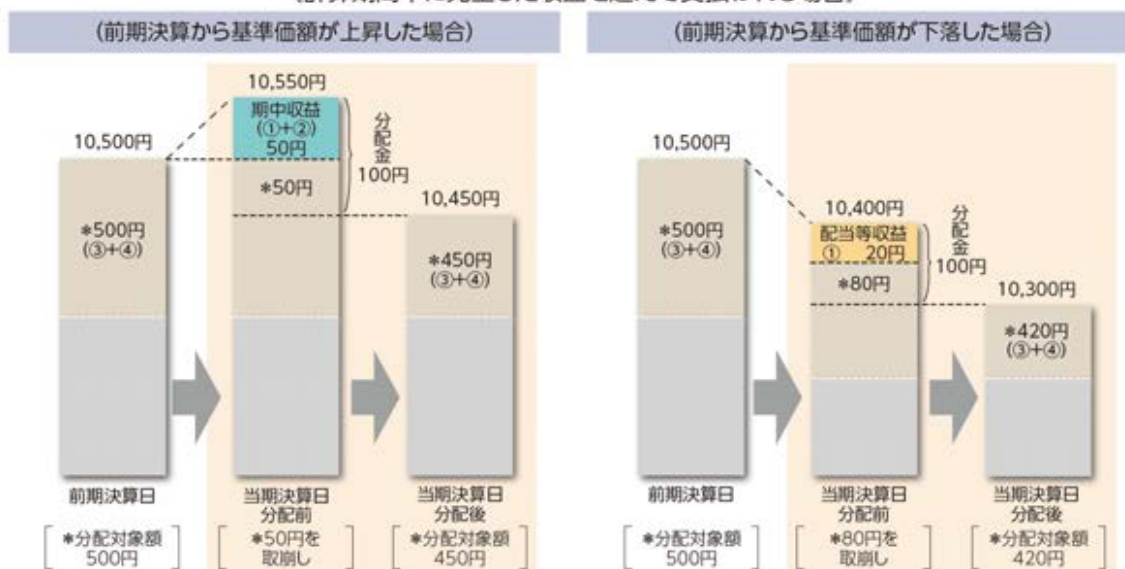 (前期決算から基準価額が上昇した場合)
10,550円
期中収益
(①+②)
50円
10,500円
分配金
100円
*50円
10,450円
*500円
(③+④)
*450円
(③+④)
前期決算日
当期決算日
分配前
当期決算日
分配後
*分配対象額
500円
*50円を
取崩し
*分配対象額
450円
(前期決算から基準価額が下落した場合)
10,500円
10,400円
配当等収益
① 20円
分配金
100円
*500円
(③+④)
*80円
10,300円
*420円
(③+④)
前期決算日
当期決算日
分配前
当期決算日
分配後
*分配対象額
500円
*80円を
取崩し
*分配対象額
420円